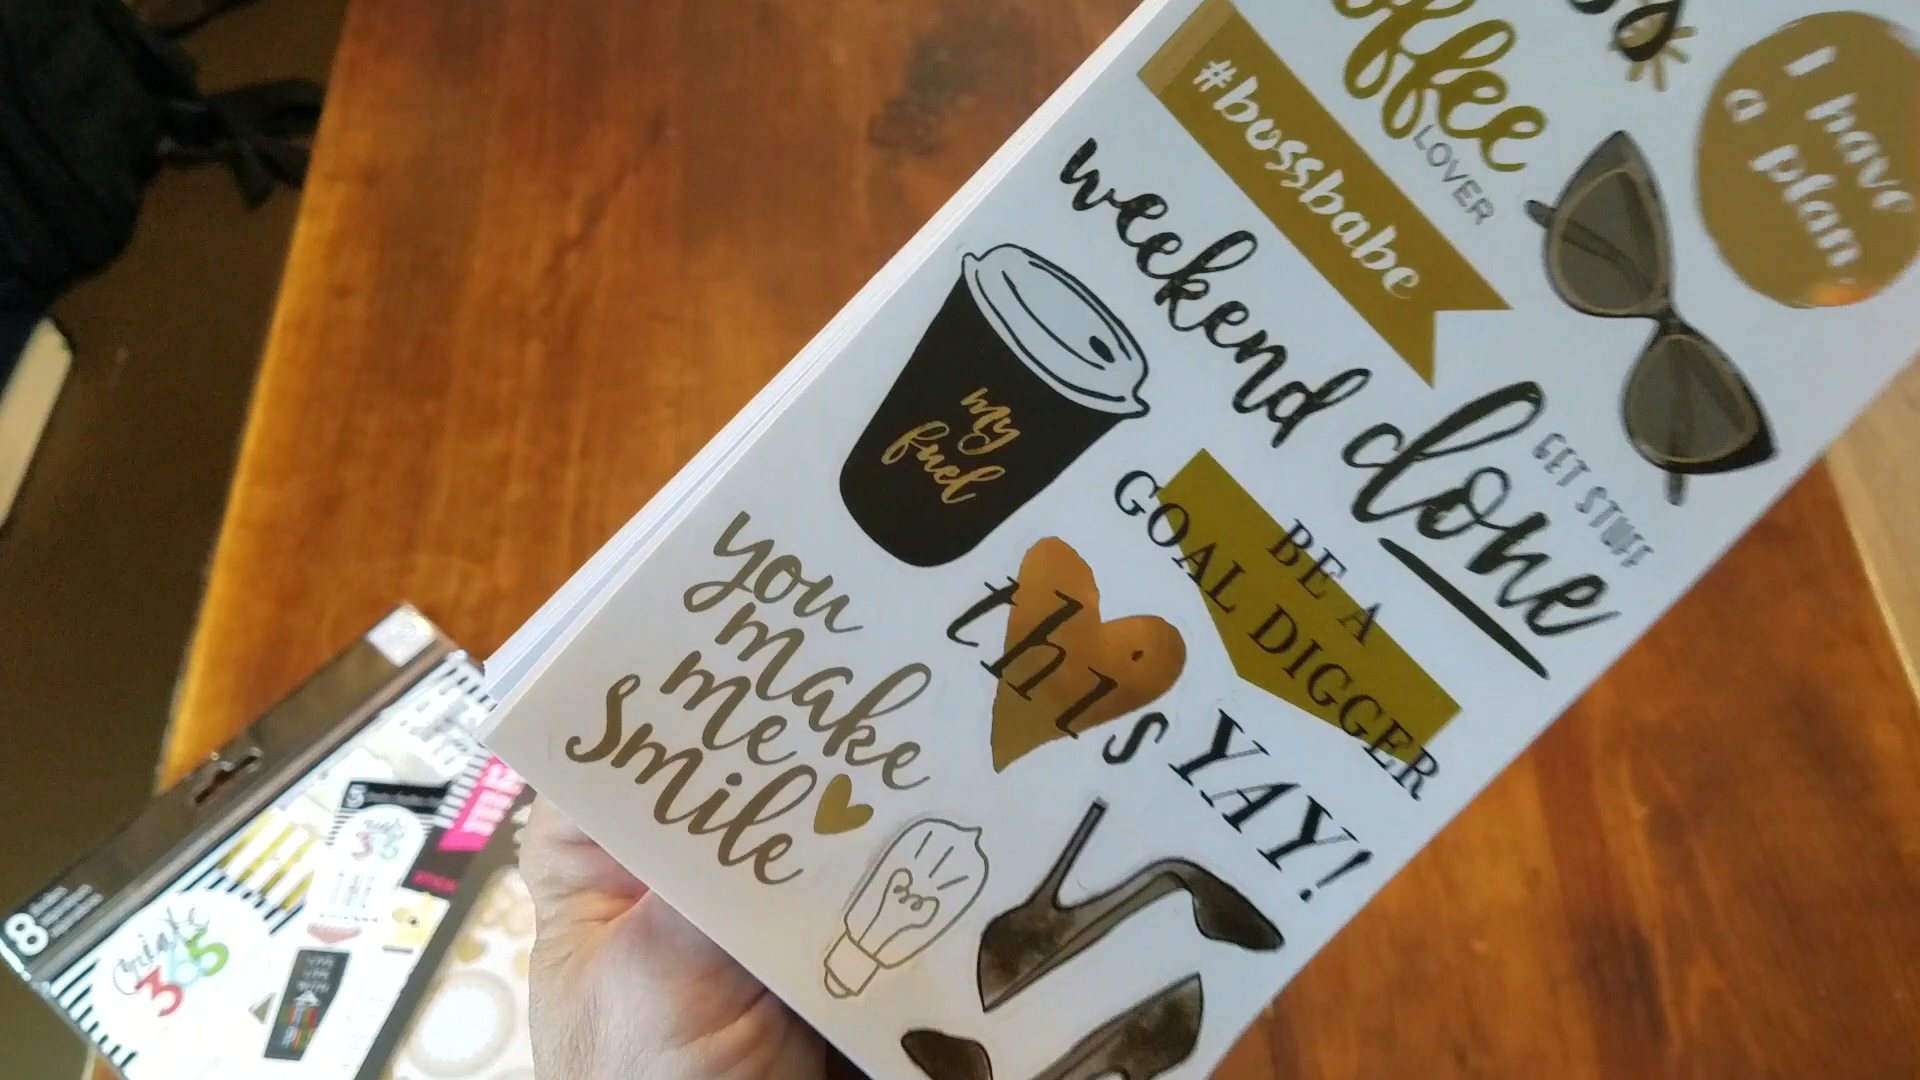 offee
LOVER
I have
a plan.
#bossbabe
weekend
GET STUFF
done
my
fuel
BE A
GOAL DIGGER
this
YAY!
you
make
me
smile
8
Create
365